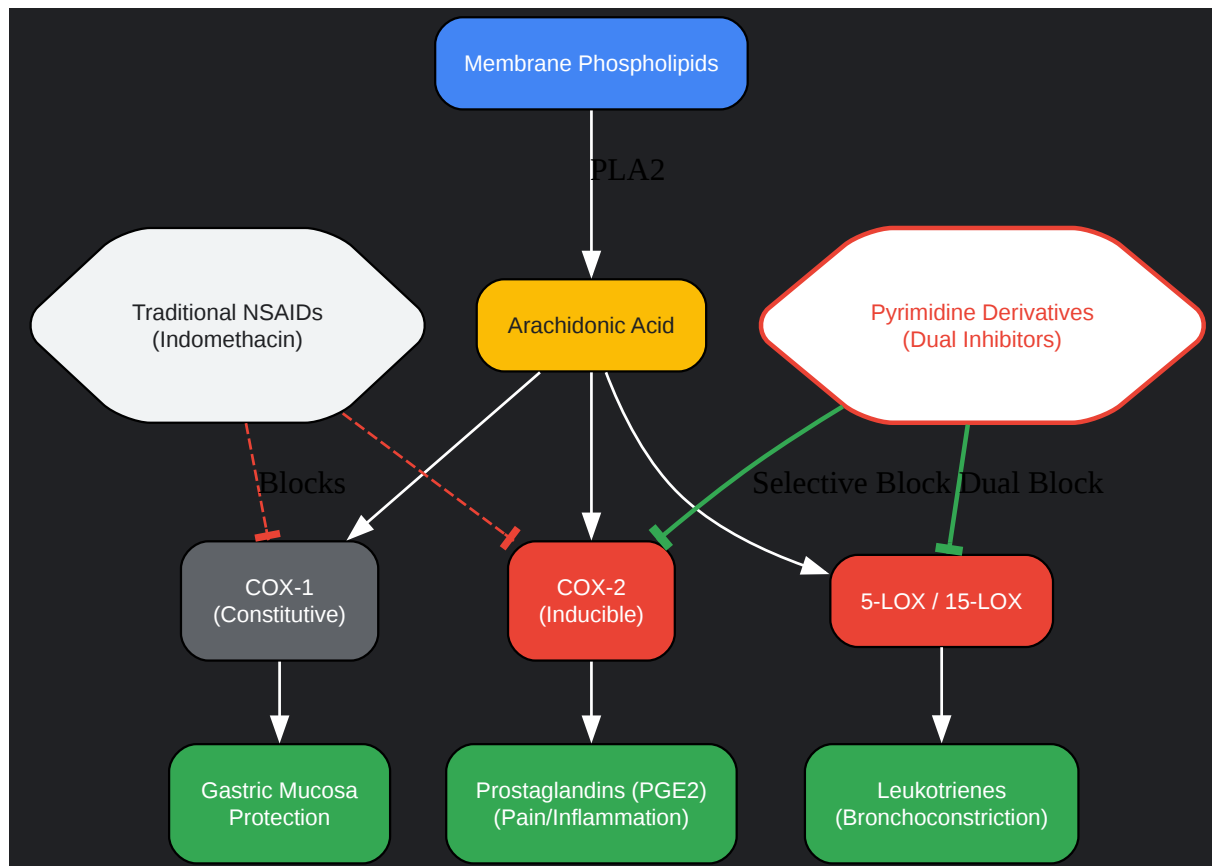 Membrane Phospholipids
PLA2
Traditional NSAIDs
(Indomethacin)
Arachidonic Acid
Pyrimidine Derivatives
(Dual Inhibitors)
Blocks
Selective Block
Dual Block
COX-1
(Constitutive)
COX-2
(Inducible)
5-LOX / 15-LOX
Gastric Mucosa
Protection
Prostaglandins (PGE2)
(Pain/Inflammation)
Leukotrienes
(Bronchoconstriction)